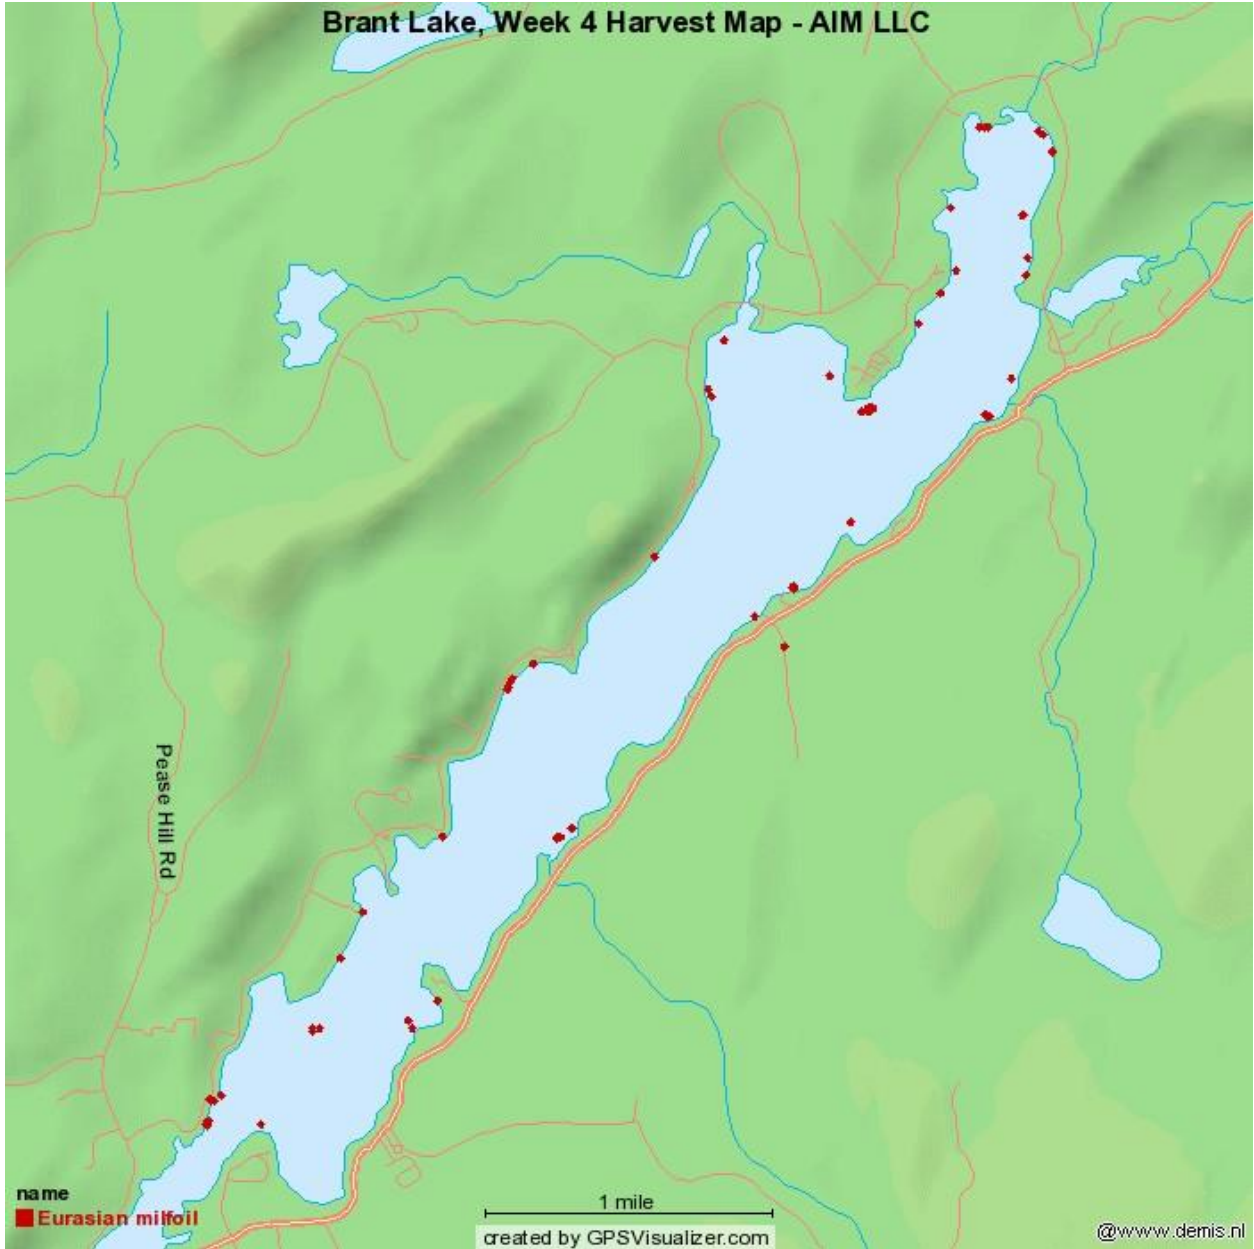 Brant Lake, Week 4 Harvest Map - AIM LLC
Pease Hill Rd
name
Eurasian milfoil
1 mile
created by GPSVisualizer.com
@www.demis.nl